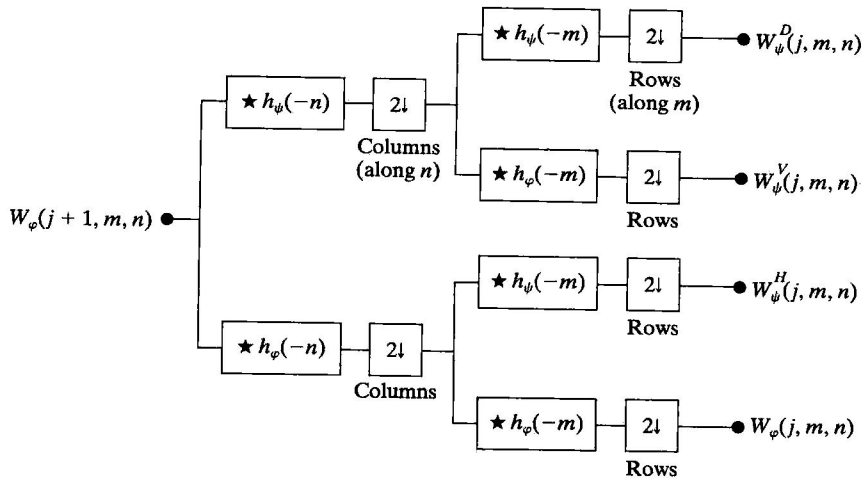 ★ h_ψ(−m)
2↓
W_ψ^D(j, m, n)
Rows
(along m)
★ h_ψ(−n)
2↓
Columns
(along n)
★ h_φ(−m)
2↓
W_ψ^V(j, m, n)
Rows
W_φ(j + 1, m, n)
★ h_ψ(−m)
2↓
W_ψ^H(j, m, n)
Rows
★ h_φ(−n)
2↓
Columns
★ h_φ(−m)
2↓
W_φ(j, m, n)
Rows